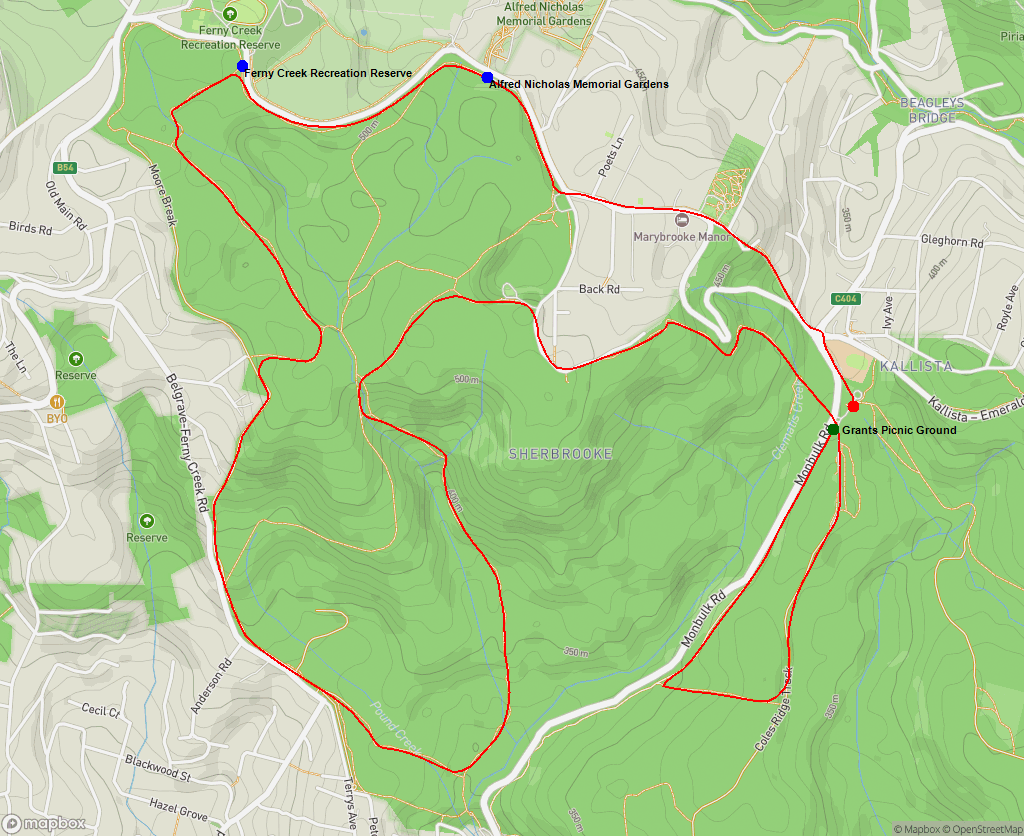 Alfred Nicholas
Memorial Gardens
Ferny Creek
Recreation Reserve
Ferny Creek Recreation Reserve
Alfred Nicholas Memorial Gardens
450 m
Piria
BEAGLEYS
BRIDGE
500 m
Poets Ln
B54
Old Main Rd
Moore Break
Birds Rd
350 m
Marybrooke Manor
Gleghorn Rd
400 m
450 m
Back Rd
C404
Ivy Ave
Royle Ave
The Ln
Reserve
KALLISTA
500 m
BYO
Belgrave-Ferny Creek Rd
Kallista – Emerald
Clematis Creek
Grants Picnic Ground
SHERBROOKE
Monbulk Rd
400 m
Reserve
Monbulk Rd
350 m
Anderson Rd
Coles Ridge Track
350 m
Cecil Ct
Pound Creek
Blackwood St
Terrys Ave
Hazel Grove
Pete
350 m
mapbox
© Mapbox © OpenStreetMap